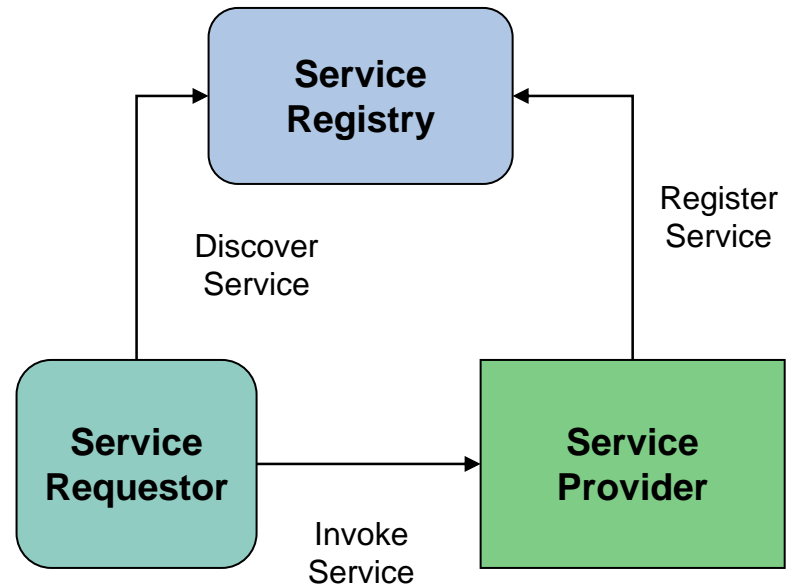 Service
Registry
Register
Service
Discover
Service
Service
Requestor
Service
Provider
Invoke
Service